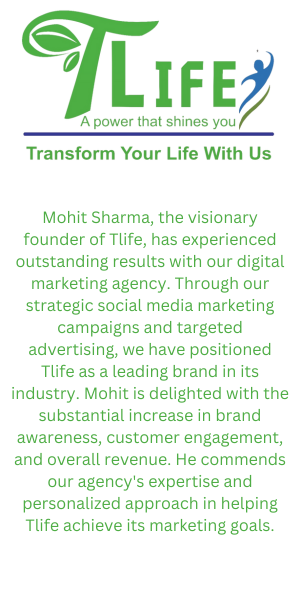 TLIFE
A power that shines you
Transform Your Life With Us
Mohit Sharma, the visionary
founder of Tlife, has experienced
outstanding results with our digital
marketing agency. Through our
strategic social media marketing
campaigns and targeted
advertising, we have positioned
Tlife as a leading brand in its
industry. Mohit is delighted with the
substantial increase in brand
awareness, customer engagement,
and overall revenue. He commends
our agency's expertise and
personalized approach in helping
Tlife achieve its marketing goals.